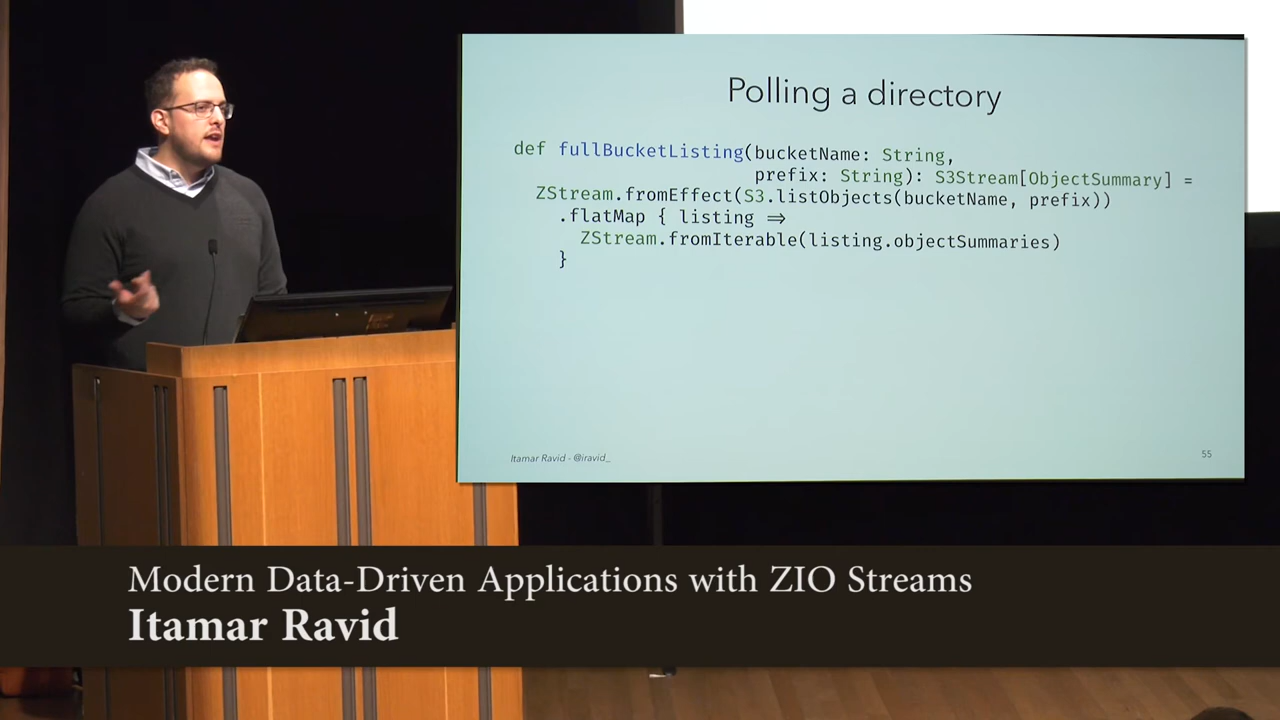 Polling a directory
def fullBucketListing(bucketName: String,
prefix: String): S3Stream[ObjectSummary] =
ZStream.fromEffect(S3.listObjects(bucketName, prefix))
.flatMap { listing ⇒
ZStream.fromIterable(listing.objectSummaries)
}
Itamar Ravid - @iravid_
55
Modern Data-Driven Applications with ZIO Streams
Itamar Ravid